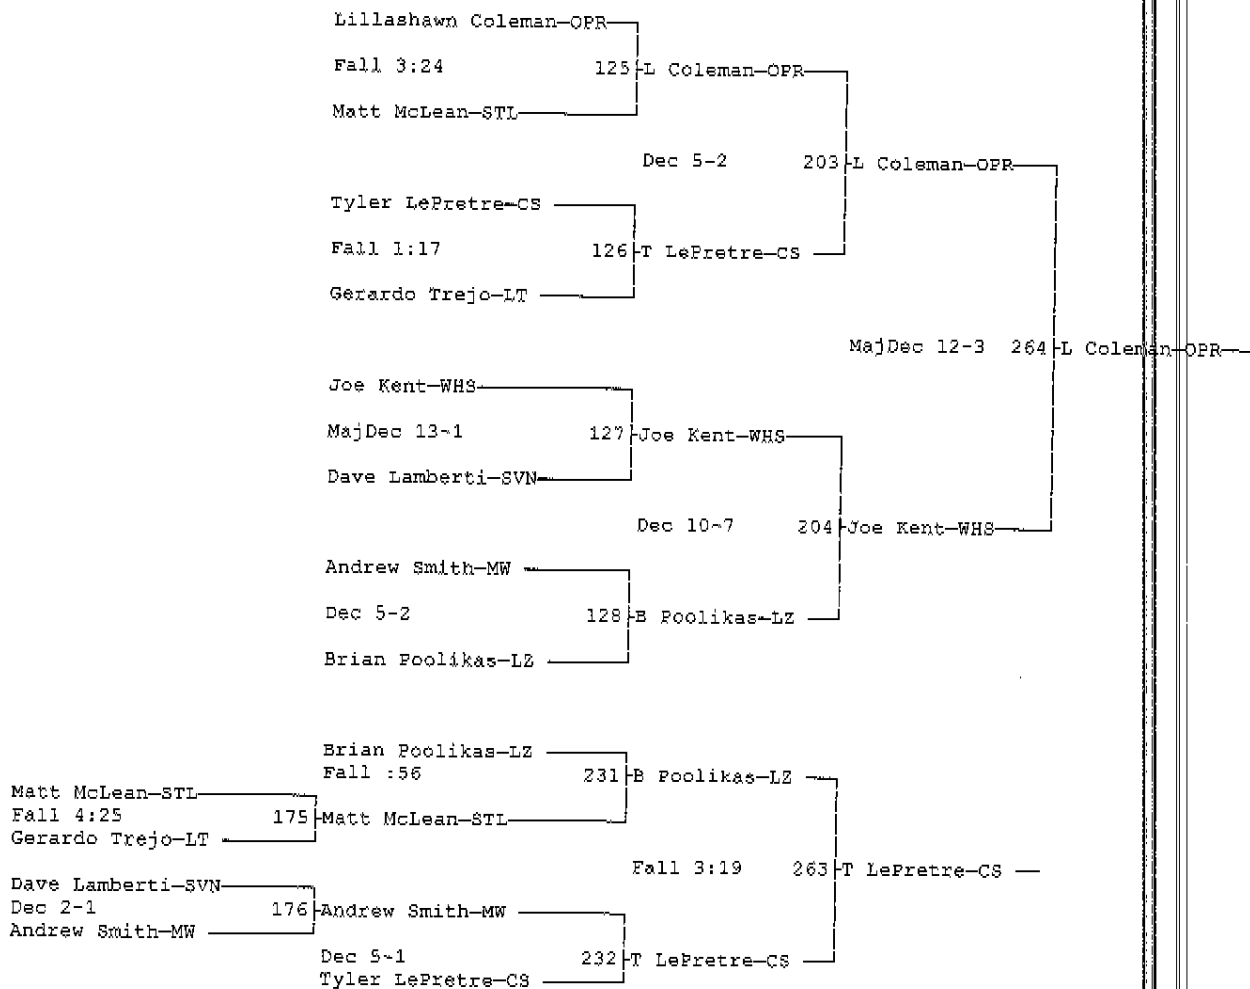 Lillashawn Coleman-OPR
Fall 3:24 125 L Coleman-OPR
Matt McLean-STL
Dec 5-2 203 L Coleman-OPR
Tyler LePretre-CS
Fall 1:17 126 T LePretre-CS
Gerardo Trejo-LT
MajDec 12-3 264 L Coleman-OPR
Joe Kent-WHS
MajDec 13-1 127 Joe Kent-WHS
Dave Lamberti-SVN
Dec 10-7 204 Joe Kent-WHS
Andrew Smith-MW
Dec 5-2 128 B Poolikas-LZ
Brian Poolikas-LZ
Brian Poolikas-LZ
Fall :56 231 B Poolikas-LZ
Matt McLean-STL
Fall 4:25 175 Matt McLean-STL
Gerardo Trejo-LT
Fall 3:19 263 T LePretre-CS
Dave Lamberti-SVN
Dec 2-1 176 Andrew Smith-MW
Andrew Smith-MW
Dec 5-1 232 T LePretre-CS
Tyler LePretre-CS